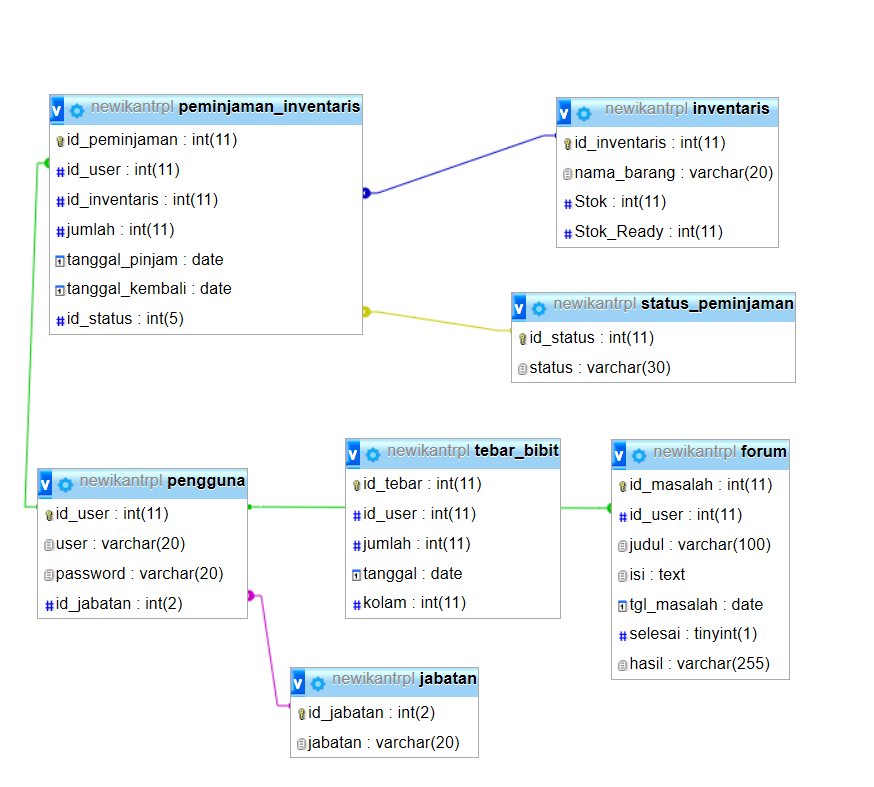 newikantrpl peminjaman_inventaris
id_peminjaman : int(11)
id_user : int(11)
id_inventaris : int(11)
jumlah : int(11)
tanggal_pinjam : date
tanggal_kembali : date
id_status : int(5)
newikantrpl inventaris
id_inventaris : int(11)
nama_barang : varchar(20)
Stok : int(11)
Stok_Ready : int(11)
newikantrpl status_peminjaman
id_status : int(11)
status : varchar(30)
newikantrpl pengguna
id_user : int(11)
user : varchar(20)
password : varchar(20)
id_jabatan : int(2)
newikantrpl tebar_bibit
id_tebar : int(11)
id_user : int(11)
jumlah : int(11)
tanggal : date
kolam : int(11)
newikantrpl forum
id_masalah : int(11)
id_user : int(11)
judul : varchar(100)
isi : text
tgl_masalah : date
selesai : tinyint(1)
hasil : varchar(255)
newikantrpl jabatan
id_jabatan : int(2)
jabatan : varchar(20)